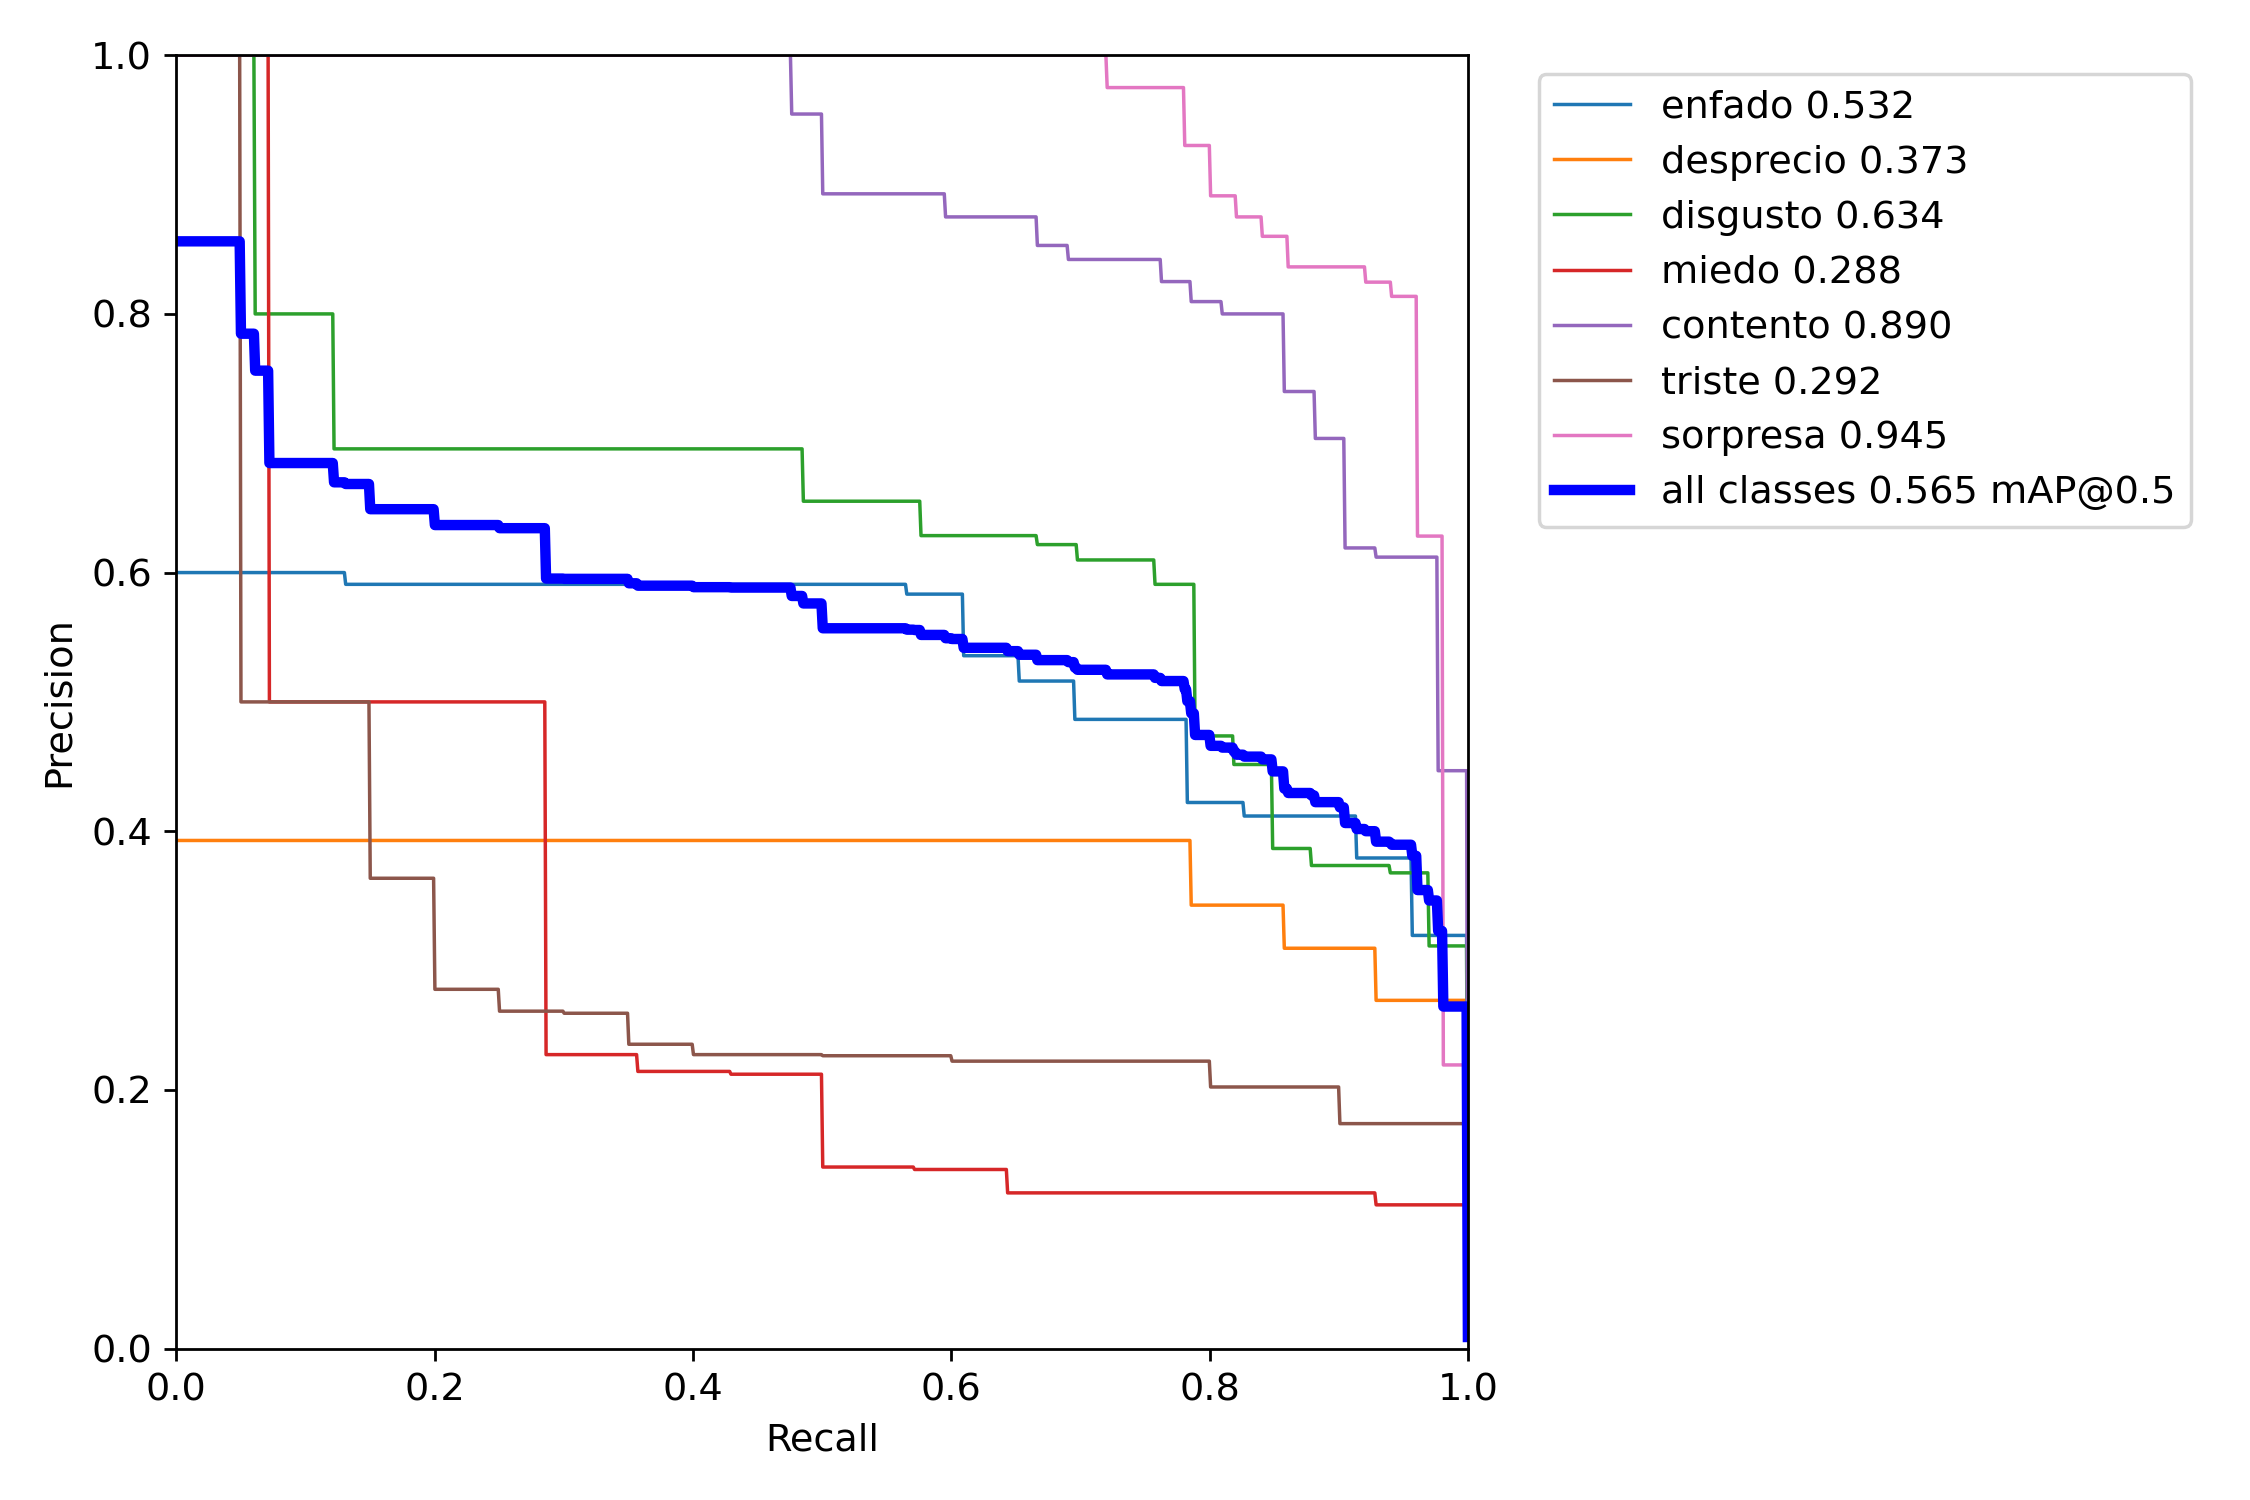 1.0
0.8
0.6
0.4
0.2
0.0
Precision
0.0 0.2 0.4 0.6 0.8 1.0
Recall
enfado 0.532
desprecio 0.373
disgusto 0.634
miedo 0.288
contento 0.890
triste 0.292
sorpresa 0.945
all classes 0.565 mAP@0.5